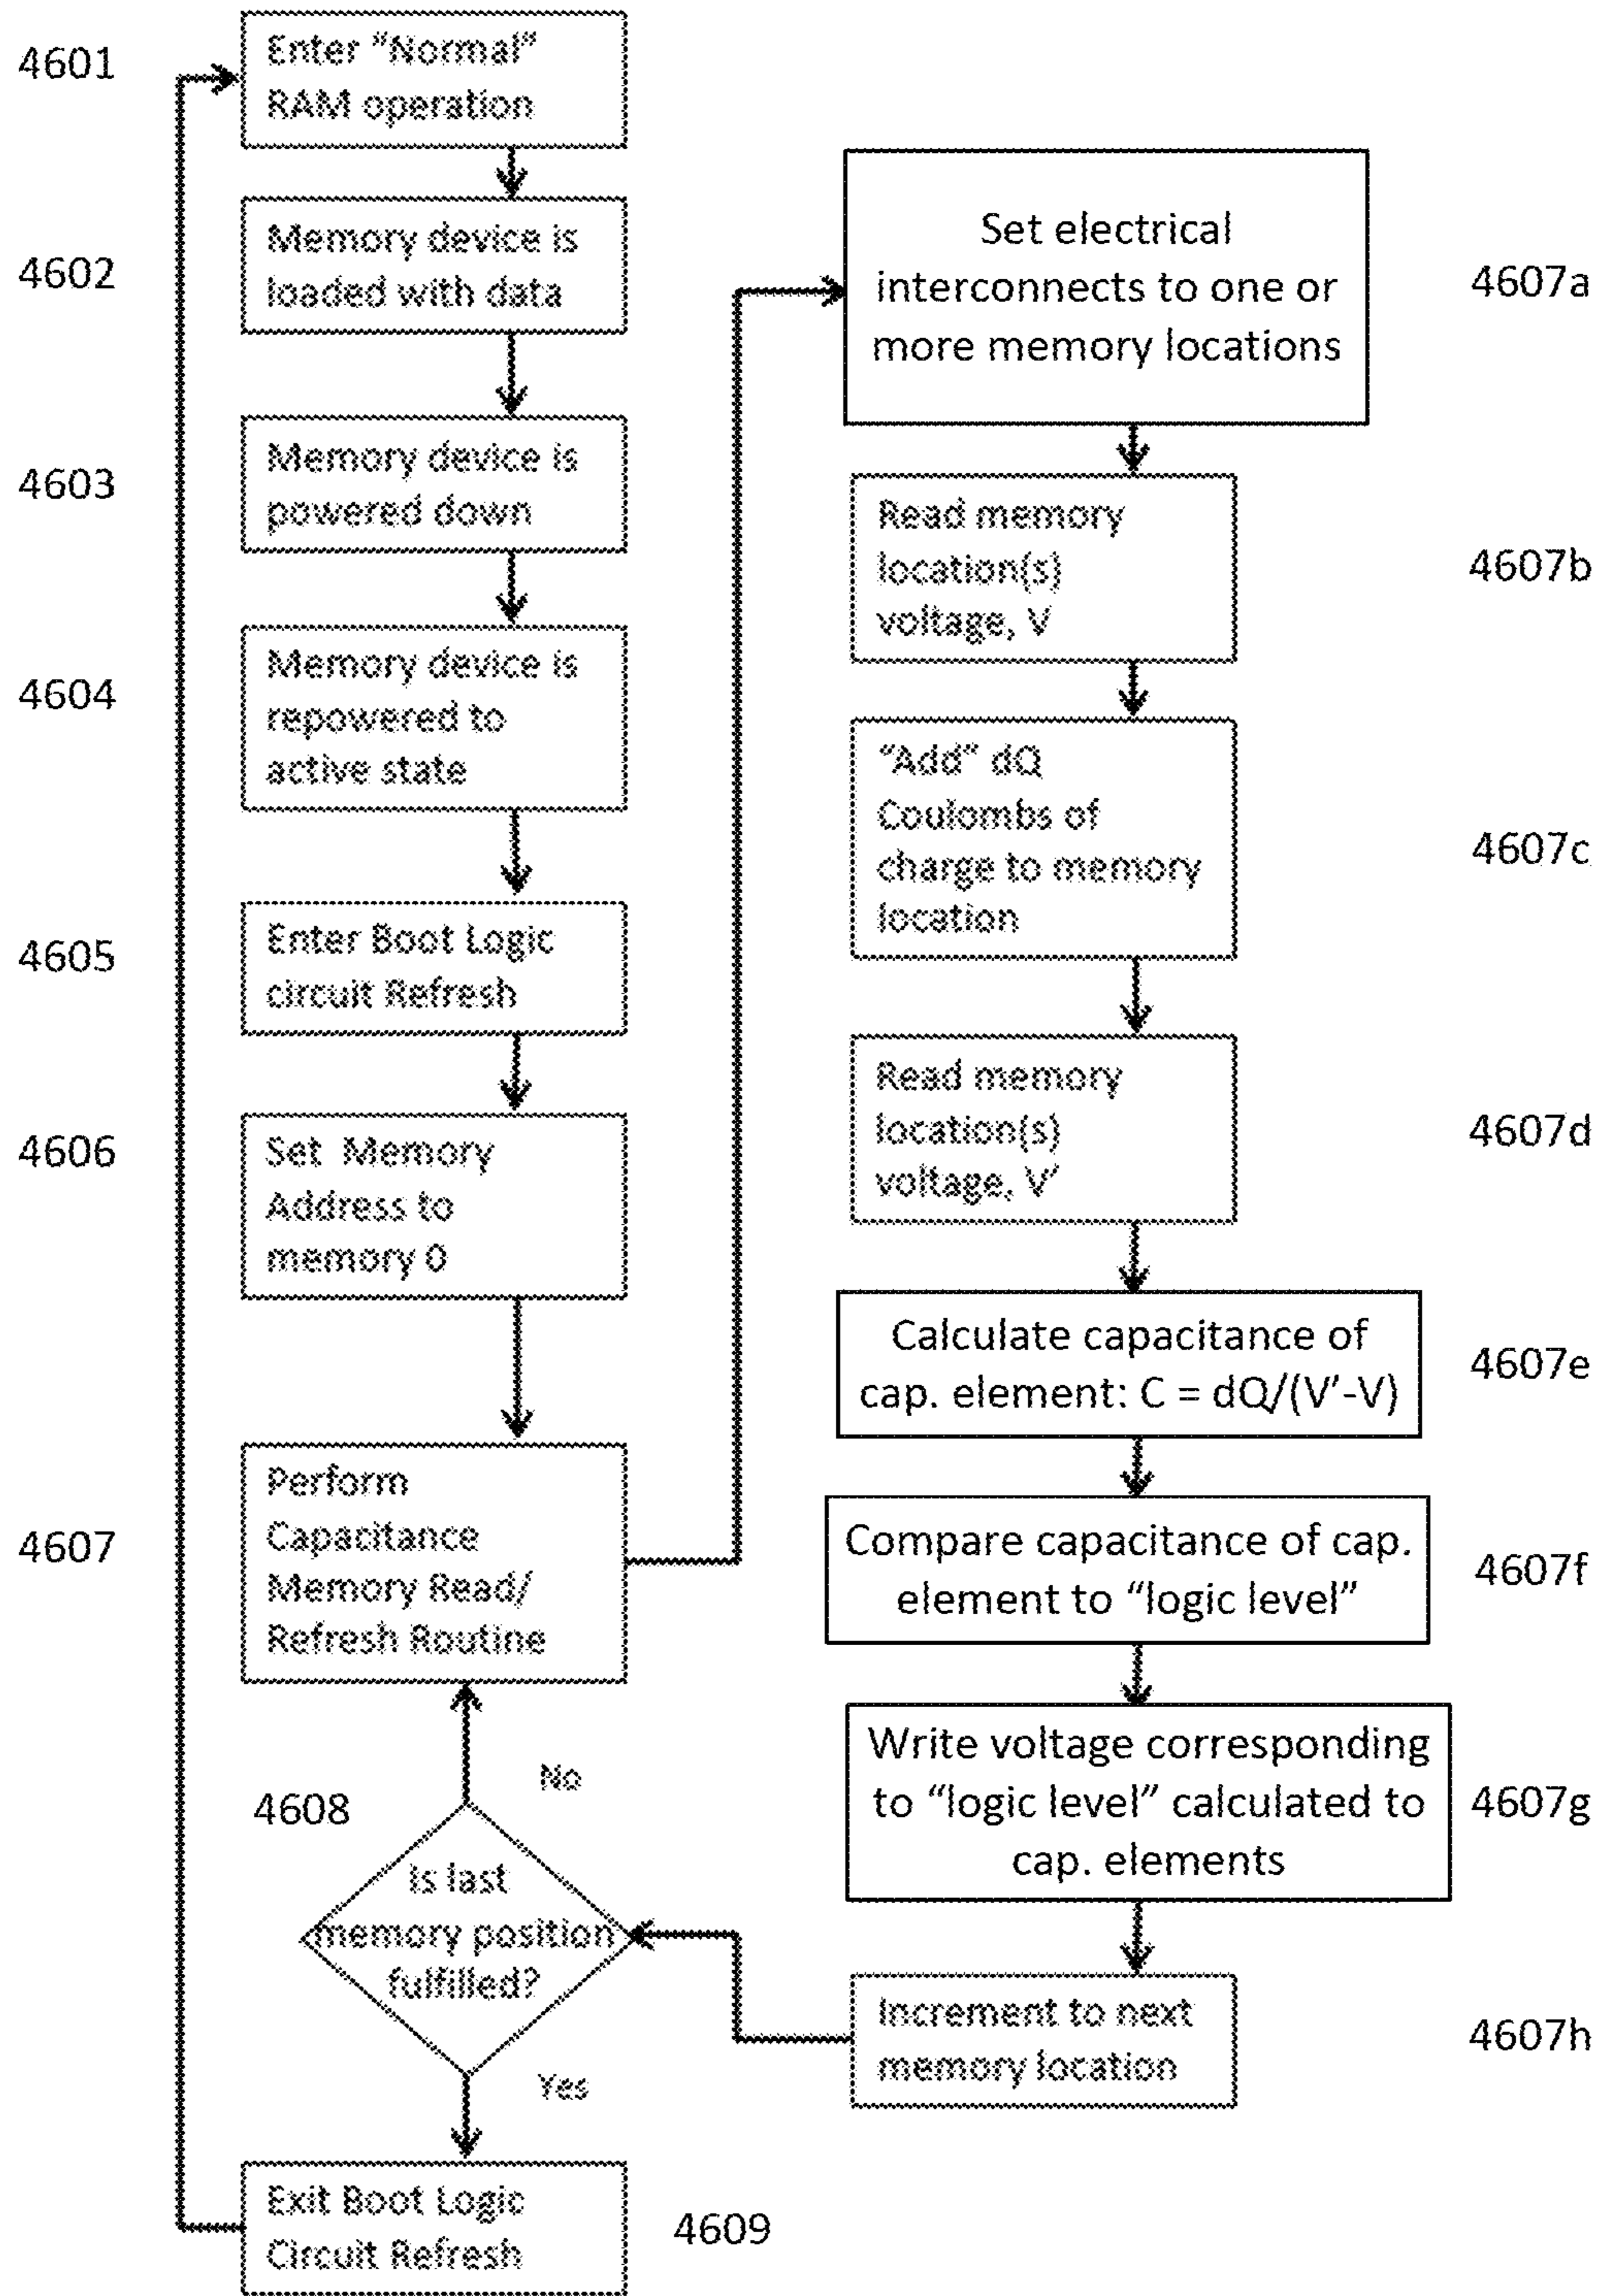 4601
Enter "Normal"
RAM operation
4602
Memory device is
loaded with data
4603
Memory device is
powered down
4604
Memory device is
repowered to
active state
4605
Enter Boot Logic
circuit Refresh
4606
Set Memory
Address to
memory 0
4607
Perform
Capacitance
Memory Read/
Refresh Routine
No
4608
is last
memory position
fulfilled?
Yes
Exit Boot Logic
Circuit Refresh
4609
Set electrical
interconnects to one or
more memory locations
4607a
Read memory
location(s)
voltage, V
4607b
"Add" dQ
Coulombs of
charge to memory
location
4607c
Read memory
location(s)
voltage, V'
4607d
Calculate capacitance of
cap. element: C = dQ/(V'-V)
4607e
Compare capacitance of cap.
element to "logic level"
4607f
Write voltage corresponding
to "logic level" calculated to
cap. elements
4607g
Increment to next
memory location
4607h